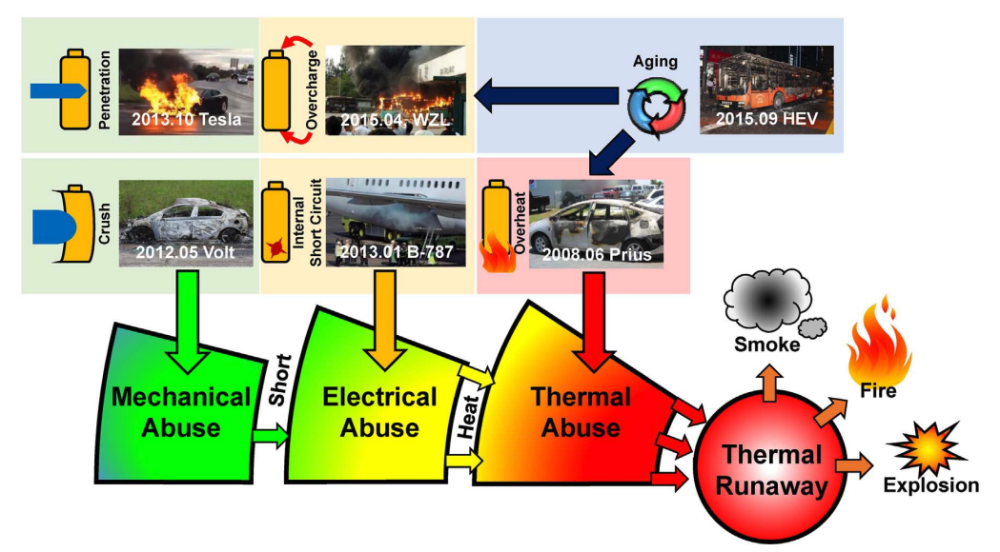 Penetration
2013.10 Tesla
Overcharge
2015.04, WZL
Aging
2015.09 HEV
Crush
2012.05 Volt
Internal
Short Circuit
2013.01 B-787
Overheat
2008.06 Prius
Mechanical
Abuse
Short
Electrical
Abuse
Heat
Thermal
Abuse
Thermal
Runaway
Smoke
Fire
Explosion